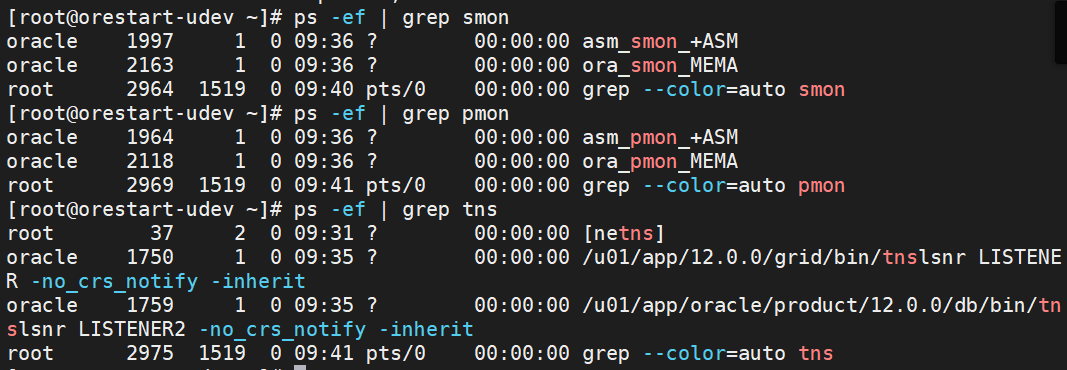 [root@orestart-udev ~]# ps -ef | grep smon
oracle    1997     1  0 09:36 ?        00:00:00 asm_smon_+ASM
oracle    2163     1  0 09:36 ?        00:00:00 ora_smon_MEMA
root      2964  1519  0 09:40 pts/0    00:00:00 grep --color=auto smon
[root@orestart-udev ~]# ps -ef | grep pmon
oracle    1964     1  0 09:36 ?        00:00:00 asm_pmon_+ASM
oracle    2118     1  0 09:36 ?        00:00:00 ora_pmon_MEMA
root      2969  1519  0 09:41 pts/0    00:00:00 grep --color=auto pmon
[root@orestart-udev ~]# ps -ef | grep tns
root        37     2  0 09:31 ?        00:00:00 [netns]
oracle    1750     1  0 09:35 ?        00:00:00 /u01/app/12.0.0/grid/bin/tnslsnr LISTENE
R -no_crs_notify -inherit
oracle    1759     1  0 09:35 ?        00:00:00 /u01/app/oracle/product/12.0.0/db/bin/tn
slsnr LISTENER2 -no_crs_notify -inherit
root      2975  1519  0 09:41 pts/0    00:00:00 grep --color=auto tns